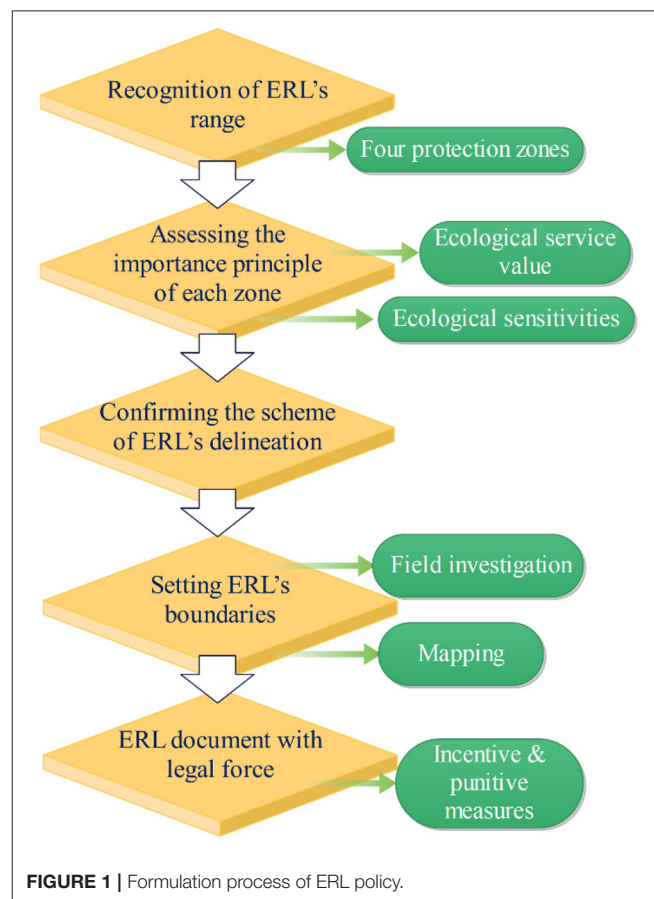 Recognition of ERL's
range
Four protection zones
Assessing the
importance principle
of each zone
Ecological service
value
Ecological sensitivities
Confirming the scheme
of ERL's delineation
Setting ERL's
boundaries
Field investigation
Mapping
ERL document with
legal force
Incentive &
punitive
measures
FIGURE 1 | Formulation process of ERL policy.